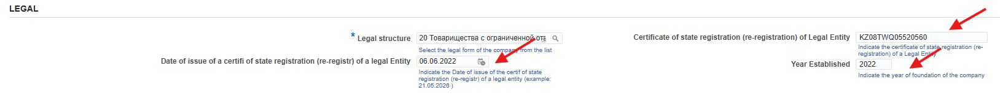 LEGAL
* Legal structure
20 Товарищества с ограниченной отв
Select the legal form of the company from the list
Certificate of state registration (re-registration) of Legal Entity
KZ08TWQ05520560
Indicate the certificate of state registration (re-
registration) of a Legal Entity
Date of issue of a certifi of state registration (re-registr) of a legal Entity
06.06.2022
Indicate the Date of issue of the certif of state
registration (re-registr) of a legal entity (example:
21.05.2026 )
Year Established
2022
Indicate the year of foundation of the company